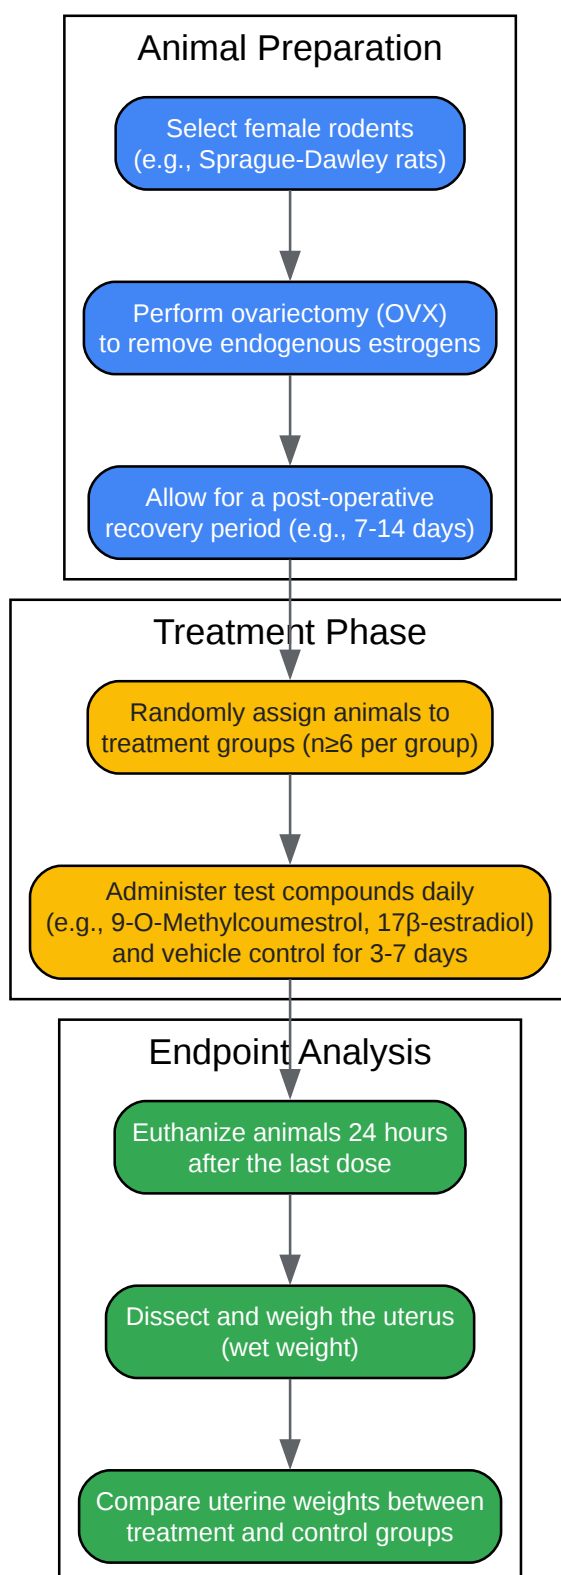 Animal Preparation
Select female rodents
(e.g., Sprague-Dawley rats)
Perform ovariectomy (OVX)
to remove endogenous estrogens
Allow for a post-operative
recovery period (e.g., 7-14 days)
Treatment Phase
Randomly assign animals to
treatment groups (n≥6 per group)
Administer test compounds daily
(e.g., 9-O-Methylcoumestrol, 17β-estradiol)
and vehicle control for 3-7 days
Endpoint Analysis
Euthanize animals 24 hours
after the last dose
Dissect and weigh the uterus
(wet weight)
Compare uterine weights between
treatment and control groups